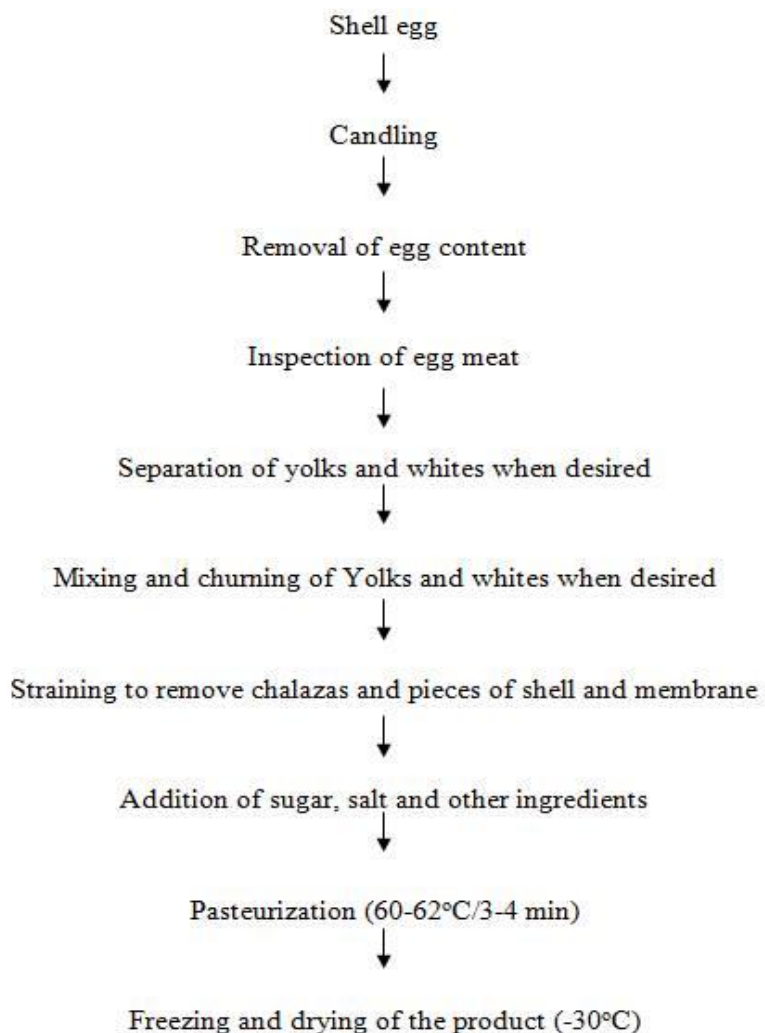 Shell egg
Candling
Removal of egg content
Inspection of egg meat
Separation of yolks and whites when desired
Mixing and churning of Yolks and whites when desired
Straining to remove chalazas and pieces of shell and membrane
Addition of sugar, salt and other ingredients
Pasteurization (60-62°C/3-4 min)
Freezing and drying of the product (-30°C)